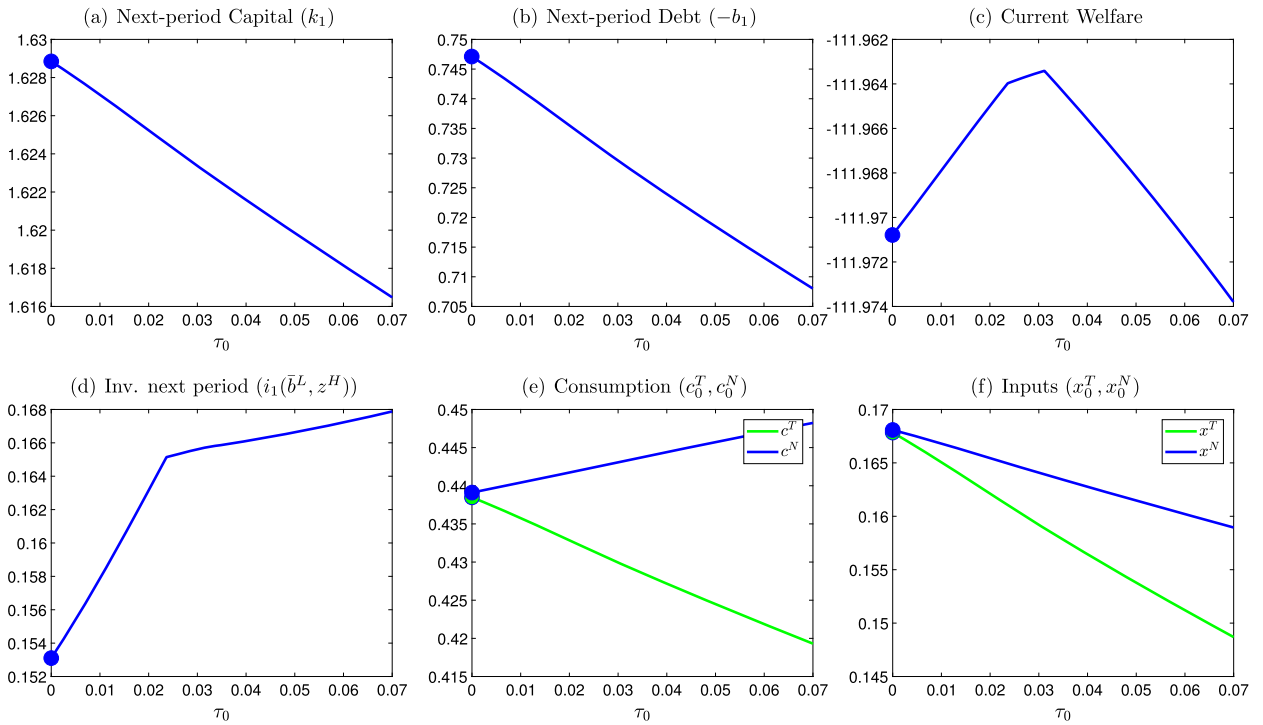 (a) Next-period Capital (k₁)
(b) Next-period Debt (−b₁)
(c) Current Welfare
1.63
1.628
1.626
1.624
1.622
1.62
1.618
1.616
0 0.01 0.02 0.03 0.04 0.05 0.06 0.07
τ₀
0.75
0.745
0.74
0.735
0.73
0.725
0.72
0.715
0.71
0.705
0 0.01 0.02 0.03 0.04 0.05 0.06 0.07
τ₀
-111.962
-111.964
-111.966
-111.968
-111.97
-111.972
-111.974
0 0.01 0.02 0.03 0.04 0.05 0.06 0.07
τ₀
(d) Inv. next period (i₁(b̄ᴸ, zᴴ))
(e) Consumption (c₀ᵀ, c₀ᴺ)
(f) Inputs (x₀ᵀ, x₀ᴺ)
0.168
0.166
0.164
0.162
0.16
0.158
0.156
0.154
0.152
0 0.01 0.02 0.03 0.04 0.05 0.06 0.07
τ₀
0.45
0.445
0.44
0.435
0.43
0.425
0.42
0.415
cᵀ
cᴺ
0 0.01 0.02 0.03 0.04 0.05 0.06 0.07
τ₀
0.17
0.165
0.16
0.155
0.15
0.145
xᵀ
xᴺ
0 0.01 0.02 0.03 0.04 0.05 0.06 0.07
τ₀